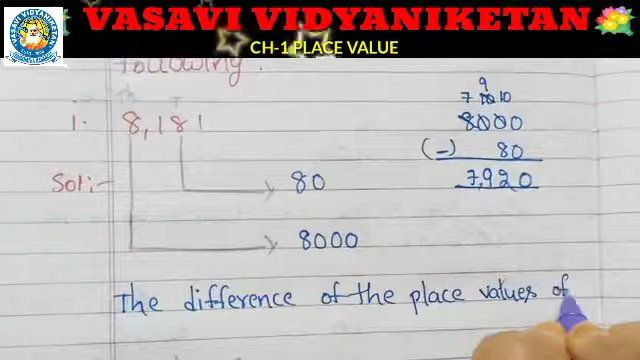 VASAVI VIDYANIKETAN
CH-1 PLACE VALUE
following.
Th T
1. 8,181
9
7 10 10
8000
(-) 80
7,920
Sol:- 80
8000
The difference of the place values of